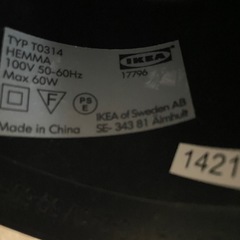 TYP T0314
HEMMA
100V 50-60Hz
Max 60W
IKEA
17796
F
PS
E
IKEA of Sweden AB
SE- 343 81 Älmhult
Made in China
1421